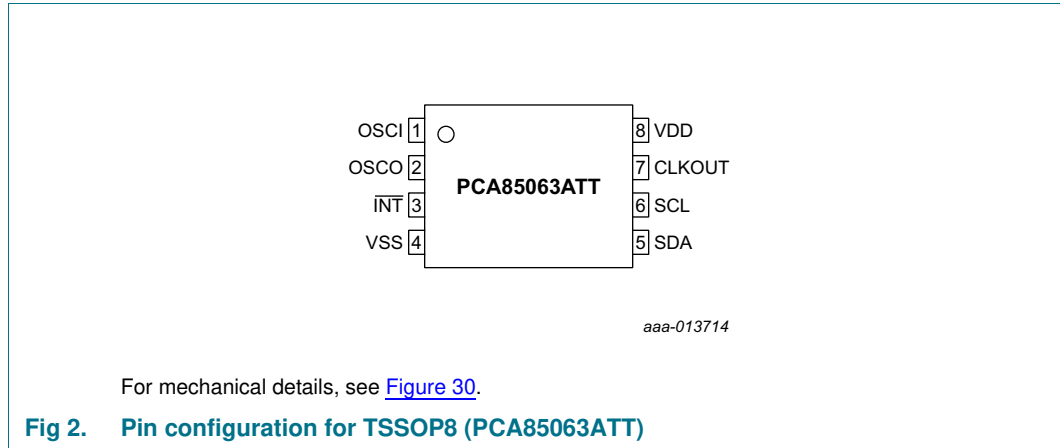 OSCI 1 8 VDD
OSCO 2 7 CLKOUT
PCA85063ATT
INT 3 6 SCL
VSS 4 5 SDA
aaa-013714
For mechanical details, see Figure 30.
Fig 2. Pin configuration for TSSOP8 (PCA85063ATT)